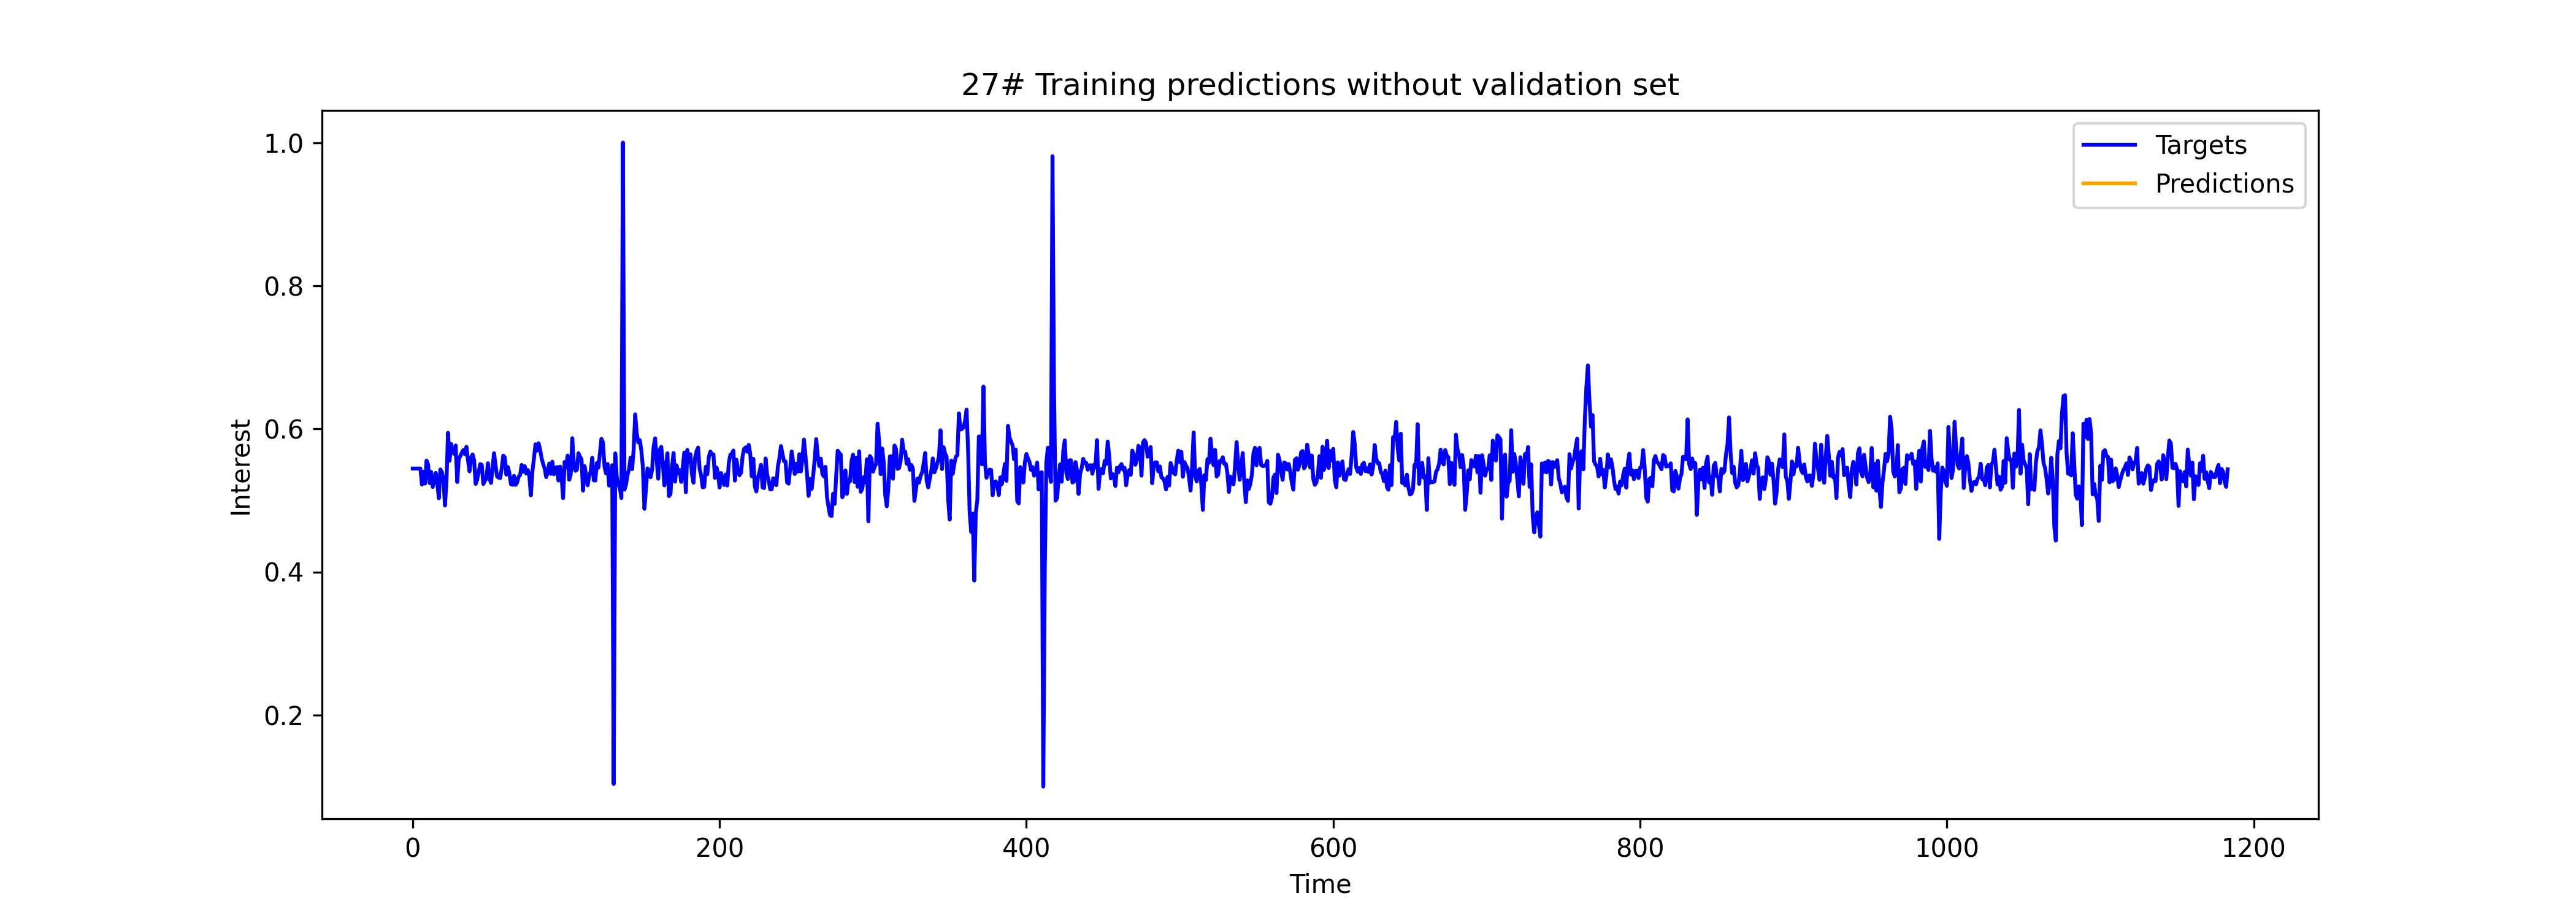 27# Training predictions without validation set
Targets
Predictions
1.0
0.8
0.6
0.4
0.2
Interest
0 200 400 600 800 1000 1200
Time